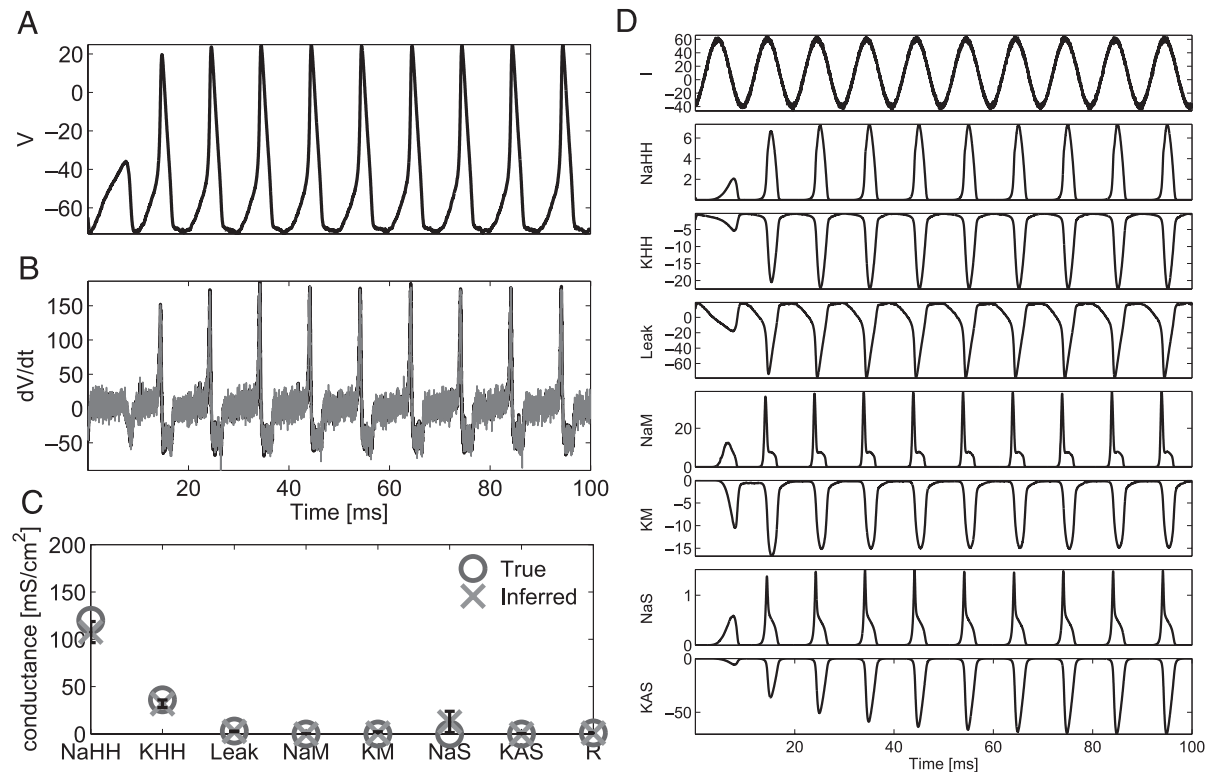 A
20
0
−20
−40
−60
V
B
150
100
50
0
−50
dV/dt
20 40 60 80 100
Time [ms]
C
200
150
100
50
0
conductance [mS/cm²]
True
Inferred
NaHH KHH Leak NaM KM NaS KAS R
D
60
40
20
0
−20
−40
I
6
4
2
NaHH
−5
−10
−15
−20
KHH
0
−20
−40
−60
Leak
20
0
NaM
0
−5
−10
−15
KM
1
0
NaS
0
−50
KAS
20 40 60 80 100
Time [ms]